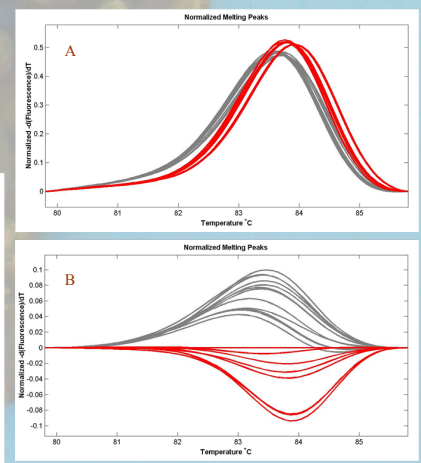 Normalized Melting Peaks
A
Normalized -d(Fluorescence)/dT
0.5
0.4
0.3
0.2
0.1
0
80 81 82 83 84 85
Temperature °C
Normalized Melting Peaks
B
Normalized -d(Fluorescence)/dT
0.1
0.08
0.06
0.04
0.02
0
-0.02
-0.04
-0.06
-0.08
-0.1
80 81 82 83 84 85
Temperature °C